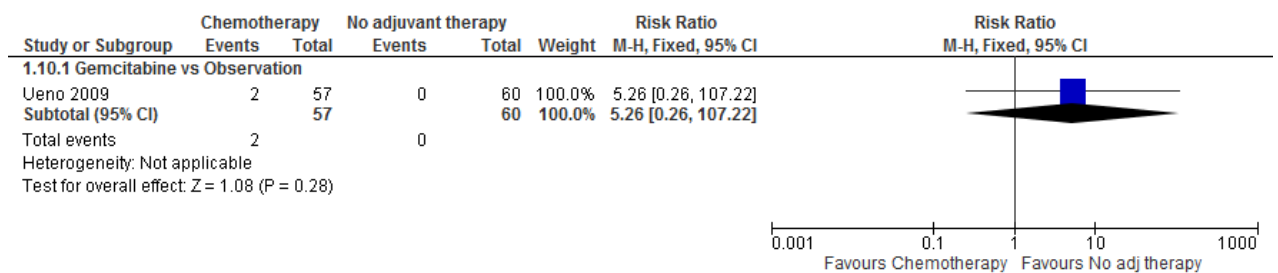 Chemotherapy No adjuvant therapy Risk Ratio Risk Ratio
Study or Subgroup Events Total Events Total Weight M-H, Fixed, 95% CI M-H, Fixed, 95% CI
1.10.1 Gemcitabine vs Observation
Ueno 2009 2 57 0 60 100.0% 5.26 [0.26, 107.22]
Subtotal (95% CI) 57 60 100.0% 5.26 [0.26, 107.22]
Total events 2 0
Heterogeneity: Not applicable
Test for overall effect: Z = 1.08 (P = 0.28)
0.001 0.1 1 10 1000
Favours Chemotherapy Favours No adj therapy